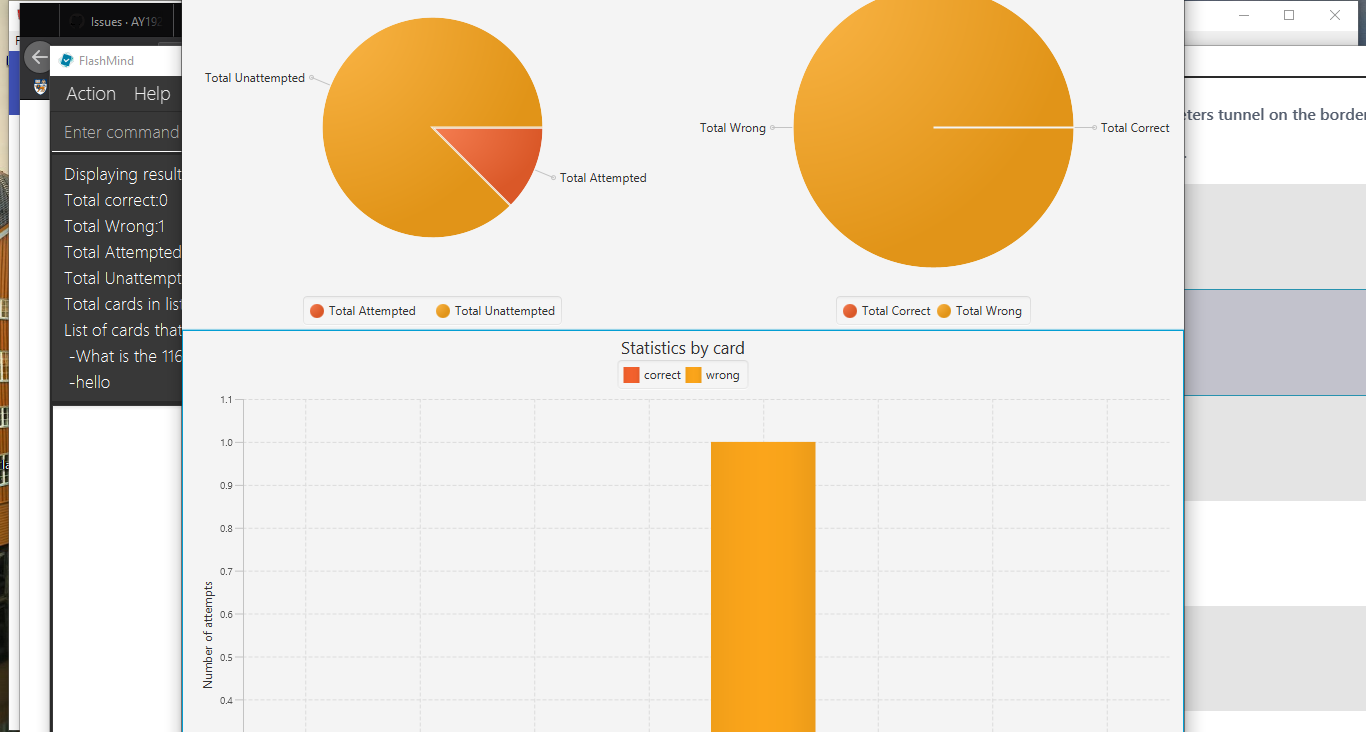 Issues · AY192
FlashMind
Action Help
Enter command
Displaying result
Total correct:0
Total Wrong:1
Total Attempted
Total Unattempt
Total cards in list
List of cards that
-What is the 116
-hello
Total Unattempted
Total Attempted
Total Attempted Total Unattempted
Total Wrong
Total Correct
Total Correct Total Wrong
Statistics by card
correct wrong
Number of attempts
1.1
1.0
0.9
0.8
0.7
0.6
0.5
0.4
eters tunnel on the border